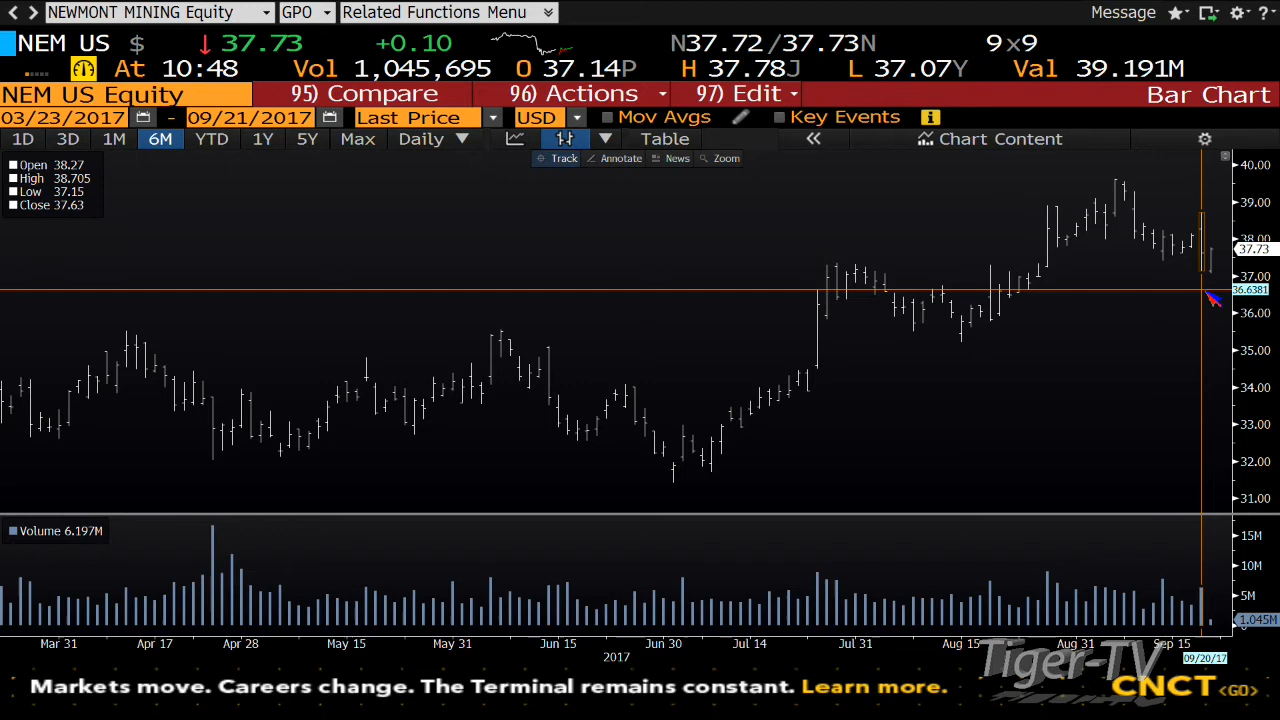 NEWMONT MINING Equity GPO Related Functions Menu Message ?
NEM US $ ↓ 37.73 +0.10 N37.72/37.73N 9x9
At 10:48 Vol 1,045,695 O 37.14P H 37.78J L 37.07Y Val 39.191M
NEM US Equity 95) Compare 96) Actions 97) Edit Bar Chart
03/23/2017 - 09/21/2017 Last Price USD Mov Avgs Key Events i
1D 3D 1M 6M YTD 1Y 5Y Max Daily ▼ ▼ Table « Chart Content
Track Annotate News Zoom
Open 38.27
High 38.705
Low 37.15
Close 37.63
40.00
39.00
38.00
37.73
37.00
36.6381
36.00
35.00
34.00
33.00
32.00
31.00
Volume 6.197M
15M
10M
5M
1.045M
Mar 31 Apr 17 Apr 28 May 15 May 31 Jun 15 Jun 30 Jul 14 Jul 31 Aug 15 Aug 31 Sep 15
2017
09/20/17
Tiger-TV
Markets move. Careers change. The Terminal remains constant. Learn more. CNCT <GO>